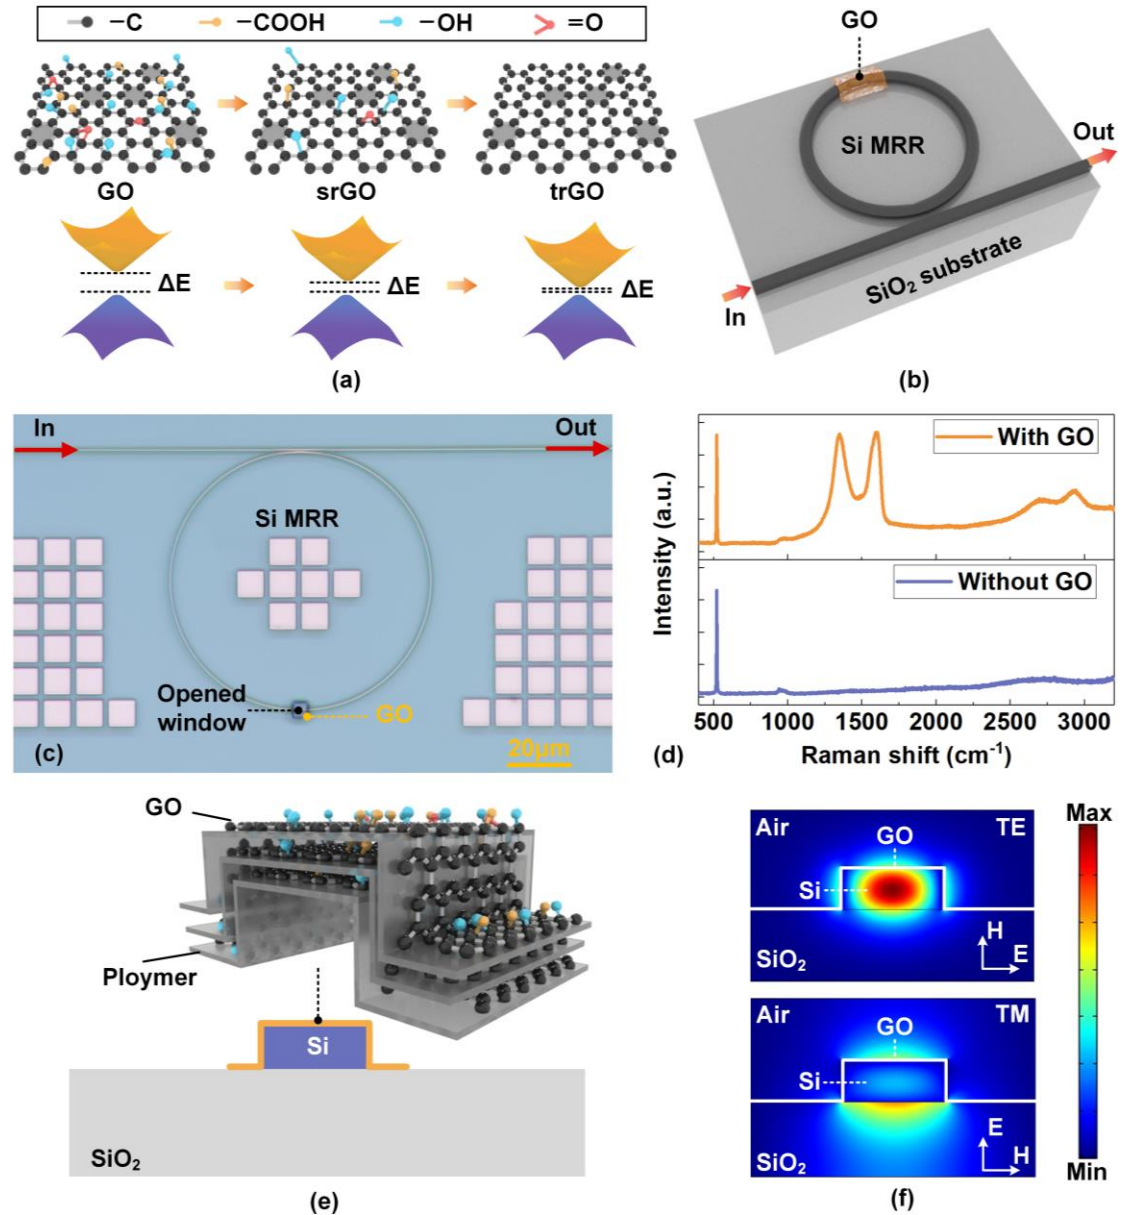 −C −COOH −OH =O
GO srGO trGO
ΔE ΔE ΔE
(a)
GO
Si MRR
Out
SiO₂ substrate
In
(b)
In Out
Si MRR
Opened
window
GO
20μm
(c)
With GO
Without GO
Intensity (a.u.)
500 1000 1500 2000 2500 3000
Raman shift (cm⁻¹)
(d)
GO
Ploymer
Si
SiO₂
(e)
Air TE
GO
Si
H
E
SiO₂
Air TM
GO
Si
E
H
SiO₂
Max
Min
(f)